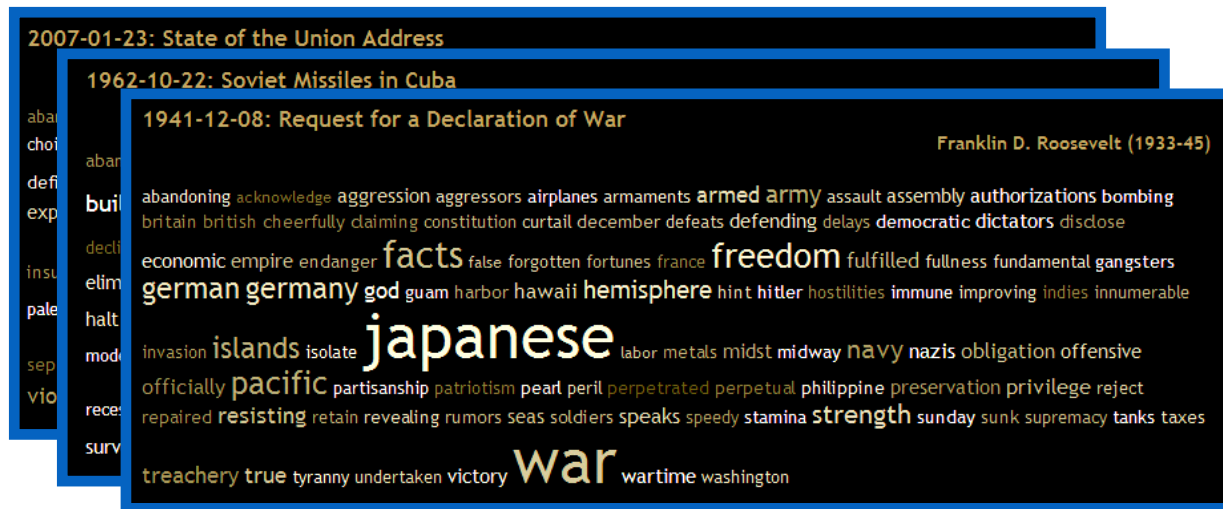 2007-01-23: State of the Union Address
1962-10-22: Soviet Missiles in Cuba
1941-12-08: Request for a Declaration of War
Franklin D. Roosevelt (1933-45)
abandoning acknowledge aggression aggressors airplanes armaments armed army assault assembly authorizations bombing
britain british cheerfully claiming constitution curtail december defeats defending delays democratic dictators disclose
economic empire endanger facts false forgotten fortunes france freedom fulfilled fullness fundamental gangsters
german germany god guam harbor hawaii hemisphere hint hitler hostilities immune improving indies innumerable
invasion islands isolate japanese labor metals midst midway navy nazis obligation offensive
officially pacific partisanship patriotism pearl peril perpetrated perpetual philippine preservation privilege reject
repaired resisting retain revealing rumors seas soldiers speaks speedy stamina strength sunday sunk supremacy tanks taxes
treachery true tyranny undertaken victory war wartime washington